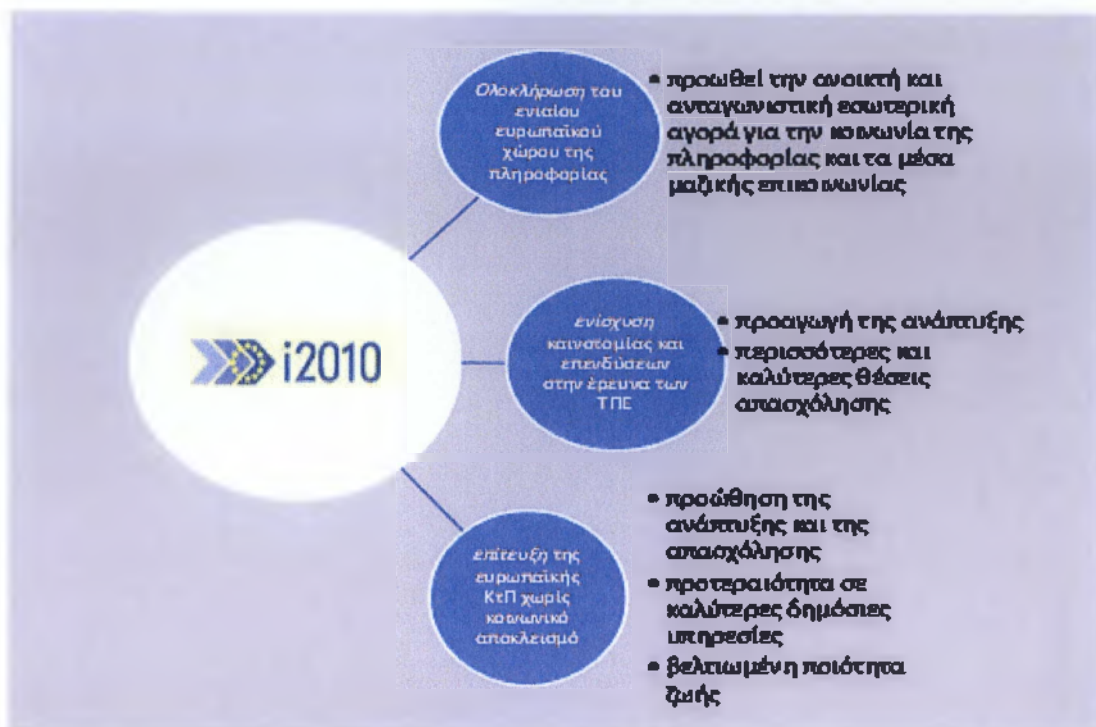 Ολοκλήρωση του
ενιαίου
ευρωπαϊκού
χώρου της
πληροφορίας
• προωθεί την ανοικτή και
ανταγωνιστική εσωτερική
αγορά για την κοινωνία της
πληροφορίας και τα μέσα
μαζικής επικοινωνίας
i2010
ενίσχυση
καινοτομίας και
επενδύσεων
στην έρευνα των
ΤΠΕ
• προαγωγή της ανάπτυξης
• περισσότερες και
καλύτερες θέσεις
απασχόλησης
επίτευξη της
ευρωπαϊκής
ΚτΠ χωρίς
κοινωνικό
αποκλεισμό
• προώθηση της
ανάπτυξης και της
απασχόλησης
• προτεραιότητα σε
καλύτερες δημόσιες
υπηρεσίες
• βελτιωμένη ποιότητα
ζωής